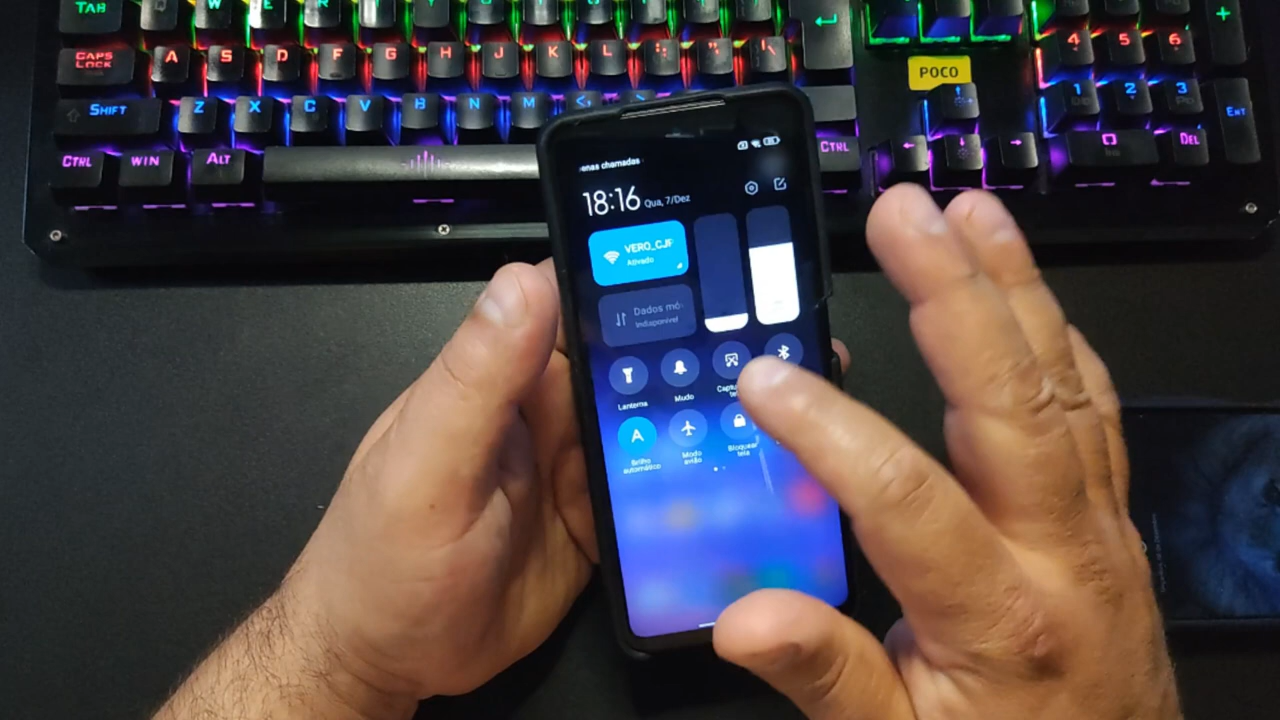 TAB W E R T Y
CAPS LOCK A S D F G H J K L : ; " ' | \ 4 5 6 +
POCO
SHIFT Z X C V B N M 1 2 3 Ent
CTRL WIN ALT CTRL DEL
enas chamadas
18:16 Qua, 7/Dez
VERO_CJF
Ativado
Dados mó
Indisponível
Lanterna Mudo
Brilho automático Modo avião Bloquear tela